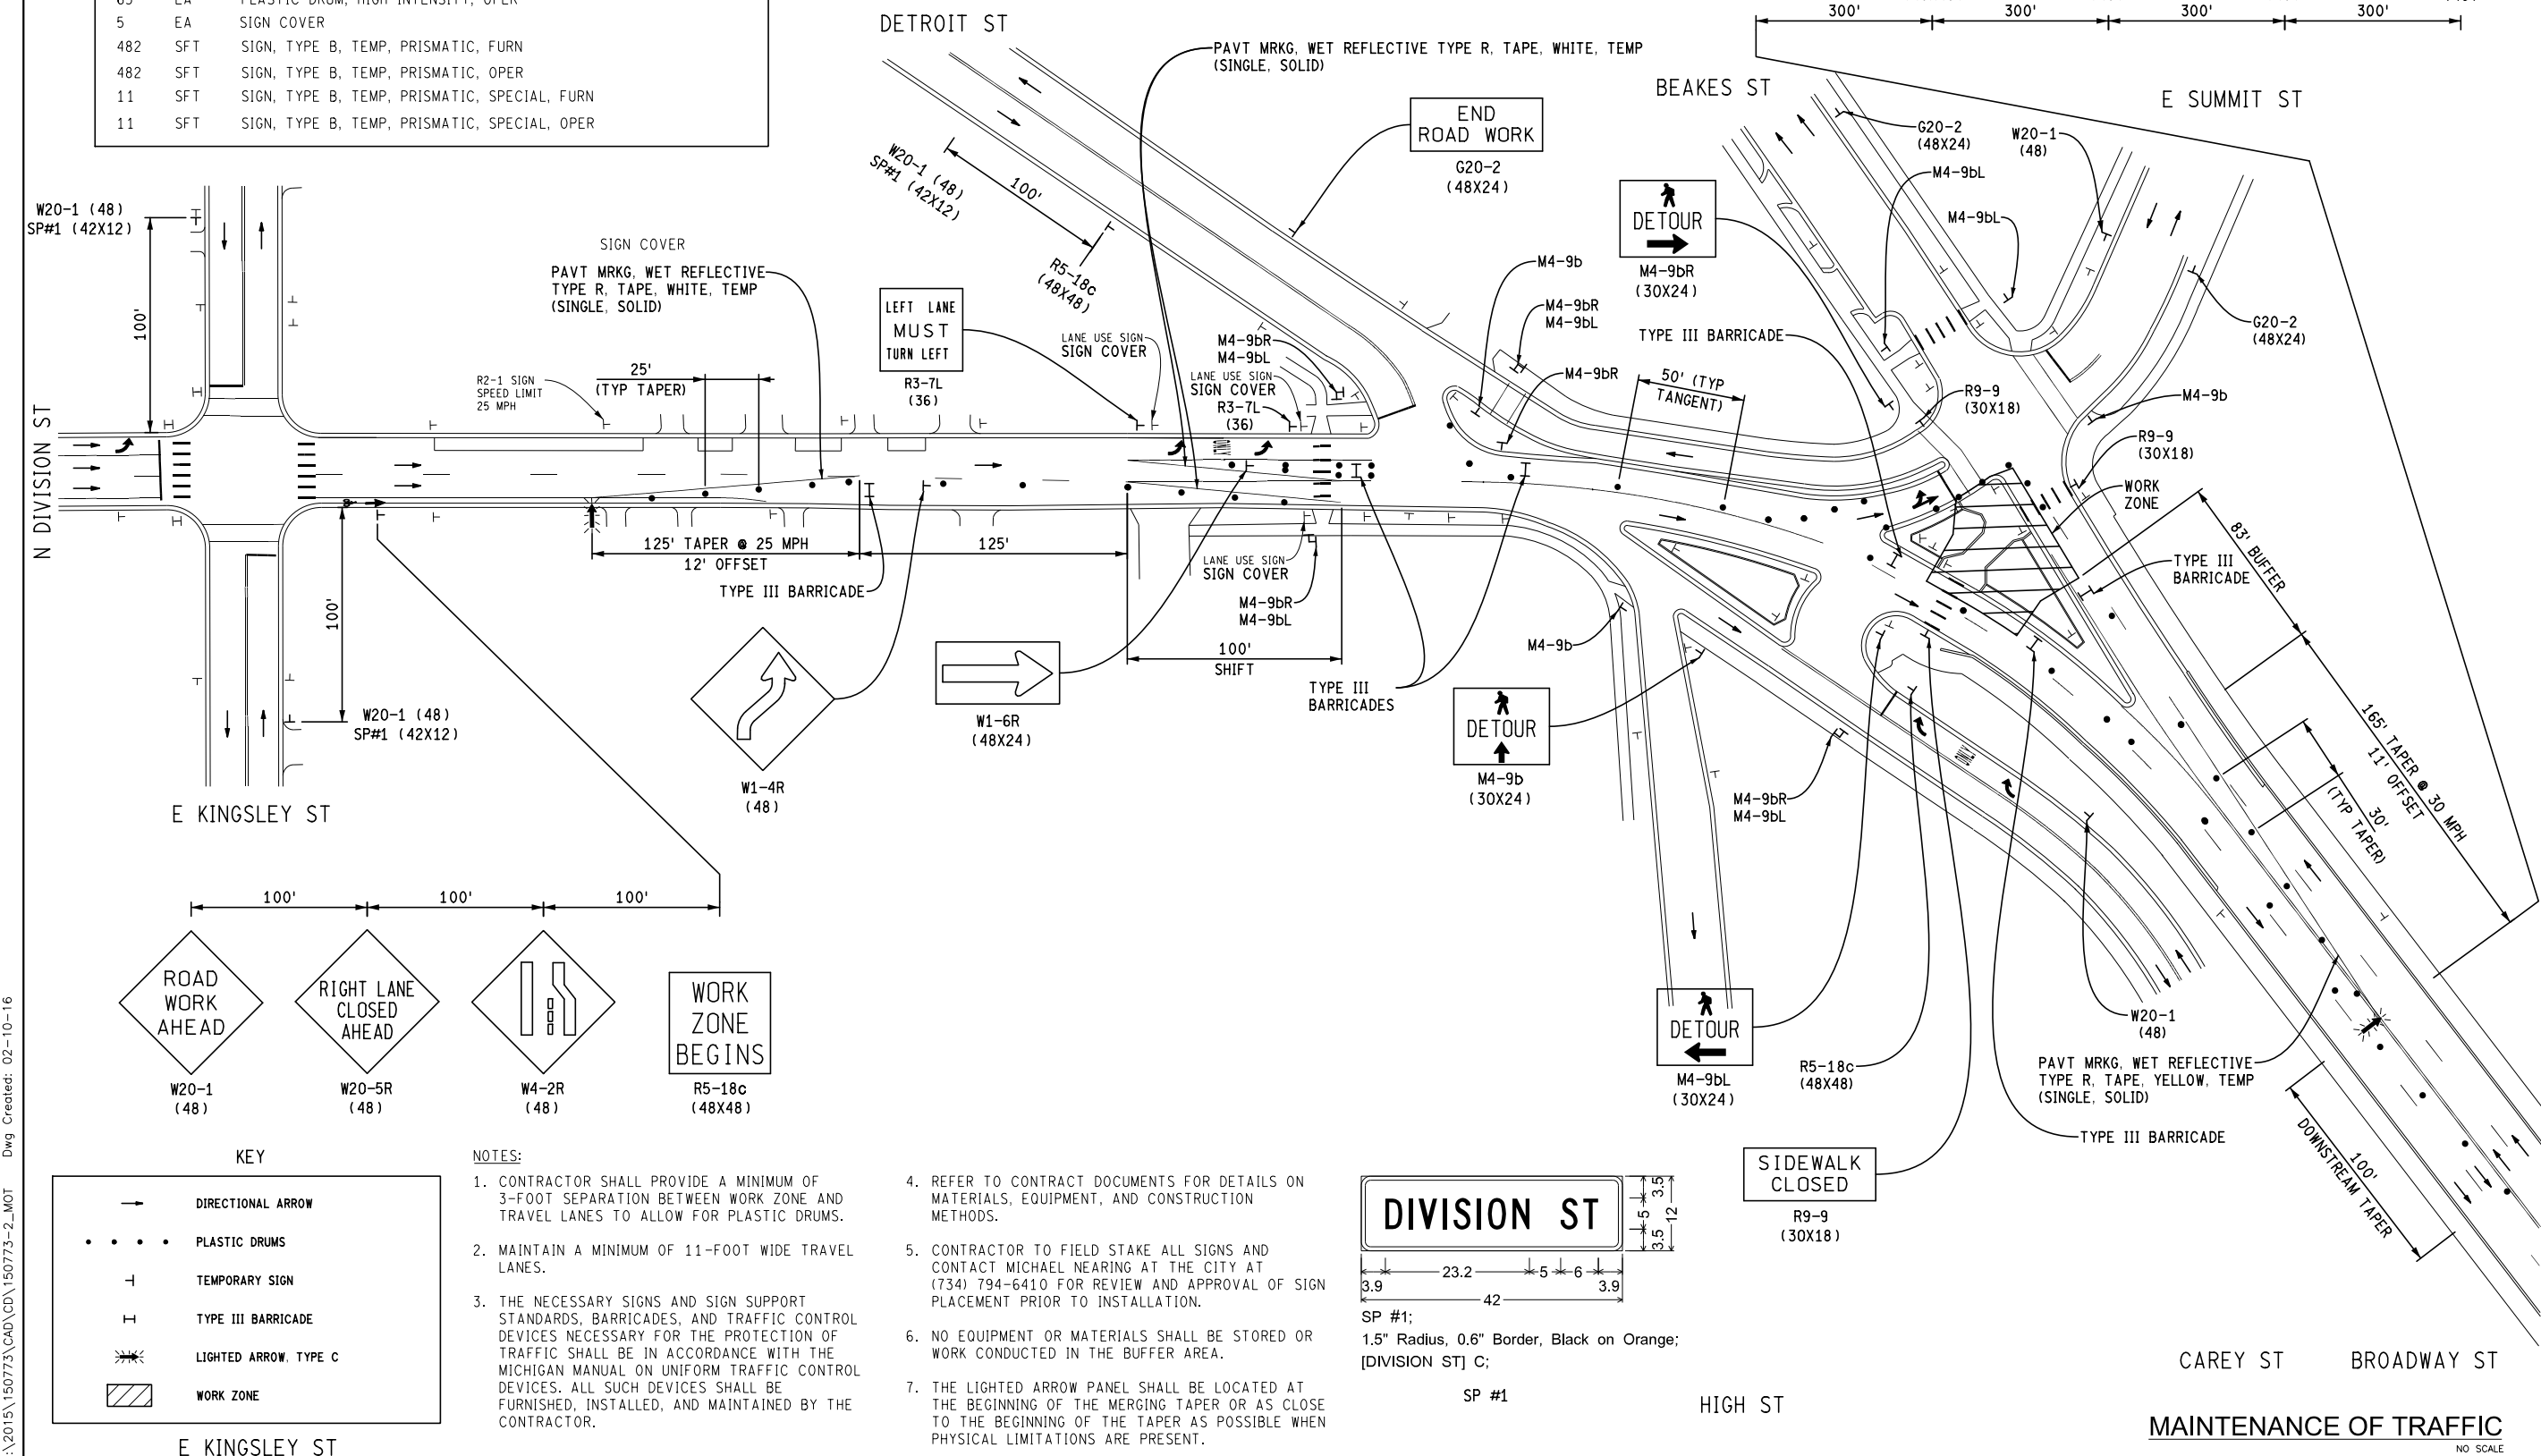 5 EA SIGN COVER
482 SFT SIGN, TYPE B, TEMP, PRISMATIC, FURN
482 SFT SIGN, TYPE B, TEMP, PRISMATIC, OPER
11 SFT SIGN, TYPE B, TEMP, PRISMATIC, SPECIAL, FURN
11 SFT SIGN, TYPE B, TEMP, PRISMATIC, SPECIAL, OPER
DETROIT ST
PAVT MRKG, WET REFLECTIVE TYPE R, TAPE, WHITE, TEMP
(SINGLE, SOLID)
300' 300' 300' 300'
BEAKES ST
E SUMMIT ST
END
ROAD WORK
G20-2
(48X24)
G20-2
(48X24)
W20-1
(48)
M4-9bL
M4-9bL
W20-1 (48)
SP#1 (42X12)
100'
R5-18c
(48X48)
DETOUR
M4-9bR
(30X24)
W20-1 (48)
SP#1 (42X12)
100'
SIGN COVER
PAVT MRKG, WET REFLECTIVE
TYPE R, TAPE, WHITE, TEMP
(SINGLE, SOLID)
LEFT LANE
MUST
TURN LEFT
R3-7L
(36)
LANE USE SIGN
SIGN COVER
M4-9bR
M4-9bL
LANE USE SIGN
SIGN COVER
R3-7L
(36)
M4-9b
M4-9bR
M4-9bL
M4-9bR
TYPE III BARRICADE
50' (TYP
TANGENT)
R9-9
(30X18)
G20-2
(48X24)
M4-9b
R9-9
(30X18)
WORK
ZONE
R2-1 SIGN
SPEED LIMIT
25 MPH
25'
(TYP TAPER)
N DIVISION ST
ONLY
125' TAPER @ 25 MPH
12' OFFSET
125'
TYPE III BARRICADE
LANE USE SIGN
SIGN COVER
M4-9bR
M4-9bL
100'
SHIFT
TYPE III
BARRICADE
83' BUFFER
165' TAPER @ 30 MPH
11' OFFSET
30'
(TYP TAPER)
100'
W20-1 (48)
SP#1 (42X12)
E KINGSLEY ST
W1-4R
(48)
W1-6R
(48X24)
TYPE III
BARRICADES
M4-9b
DETOUR
M4-9b
(30X24)
M4-9bR
M4-9bL
ONLY
100' 100' 100'
ROAD
WORK
AHEAD
W20-1
(48)
RIGHT LANE
CLOSED
AHEAD
W20-5R
(48)
W4-2R
(48)
WORK
ZONE
BEGINS
R5-18c
(48X48)
DETOUR
M4-9bL
(30X24)
R5-18c
(48X48)
W20-1
(48)
PAVT MRKG, WET REFLECTIVE
TYPE R, TAPE, YELLOW, TEMP
(SINGLE, SOLID)
TYPE III BARRICADE
100'
DOWNSTREAM TAPER
SIDEWALK
CLOSED
R9-9
(30X18)
KEY
DIRECTIONAL ARROW
PLASTIC DRUMS
TEMPORARY SIGN
TYPE III BARRICADE
LIGHTED ARROW, TYPE C
WORK ZONE
E KINGSLEY ST
NOTES:
1. CONTRACTOR SHALL PROVIDE A MINIMUM OF
3-FOOT SEPARATION BETWEEN WORK ZONE AND
TRAVEL LANES TO ALLOW FOR PLASTIC DRUMS.
2. MAINTAIN A MINIMUM OF 11-FOOT WIDE TRAVEL
LANES.
3. THE NECESSARY SIGNS AND SIGN SUPPORT
STANDARDS, BARRICADES, AND TRAFFIC CONTROL
DEVICES NECESSARY FOR THE PROTECTION OF
TRAFFIC SHALL BE IN ACCORDANCE WITH THE
MICHIGAN MANUAL ON UNIFORM TRAFFIC CONTROL
DEVICES. ALL SUCH DEVICES SHALL BE
FURNISHED, INSTALLED, AND MAINTAINED BY THE
CONTRACTOR.
4. REFER TO CONTRACT DOCUMENTS FOR DETAILS ON
MATERIALS, EQUIPMENT, AND CONSTRUCTION
METHODS.
5. CONTRACTOR TO FIELD STAKE ALL SIGNS AND
CONTACT MICHAEL NEARING AT THE CITY AT
(734) 794-6410 FOR REVIEW AND APPROVAL OF SIGN
PLACEMENT PRIOR TO INSTALLATION.
6. NO EQUIPMENT OR MATERIALS SHALL BE STORED OR
WORK CONDUCTED IN THE BUFFER AREA.
7. THE LIGHTED ARROW PANEL SHALL BE LOCATED AT
THE BEGINNING OF THE MERGING TAPER OR AS CLOSE
TO THE BEGINNING OF THE TAPER AS POSSIBLE WHEN
PHYSICAL LIMITATIONS ARE PRESENT.
DIVISION ST
3.5 5 3.5 12
3.9 23.2 5 6 3.9
42
SP #1;
1.5" Radius, 0.6" Border, Black on Orange;
[DIVISION ST] C;
SP #1
HIGH ST
CAREY ST
BROADWAY ST
MAINTENANCE OF TRAFFIC
NO SCALE
:\2015\150773\CAD\CD\150773-2_MOT Dwg Created: 02-10-16